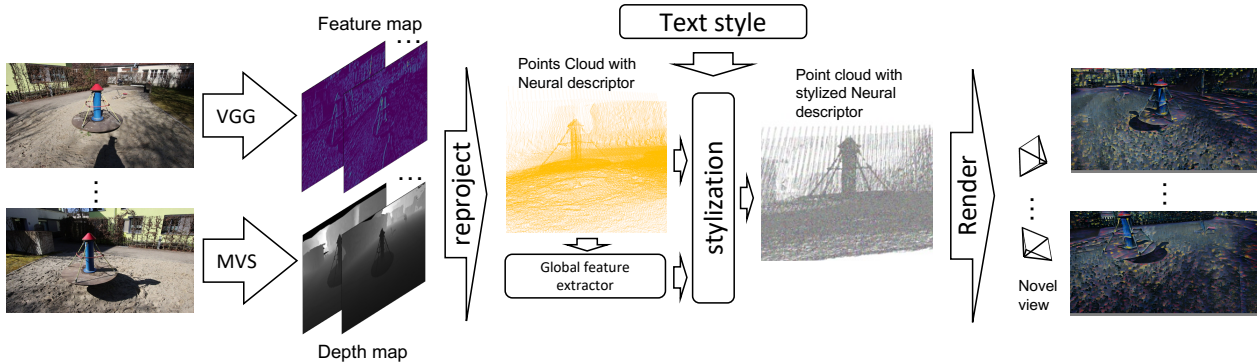 Feature map
...
VGG
MVS
...
Depth map
reproject
Points Cloud with
Neural descriptor
Global feature
extractor
Text style
stylization
Point cloud with
stylized Neural
descriptor
Render
Novel
view